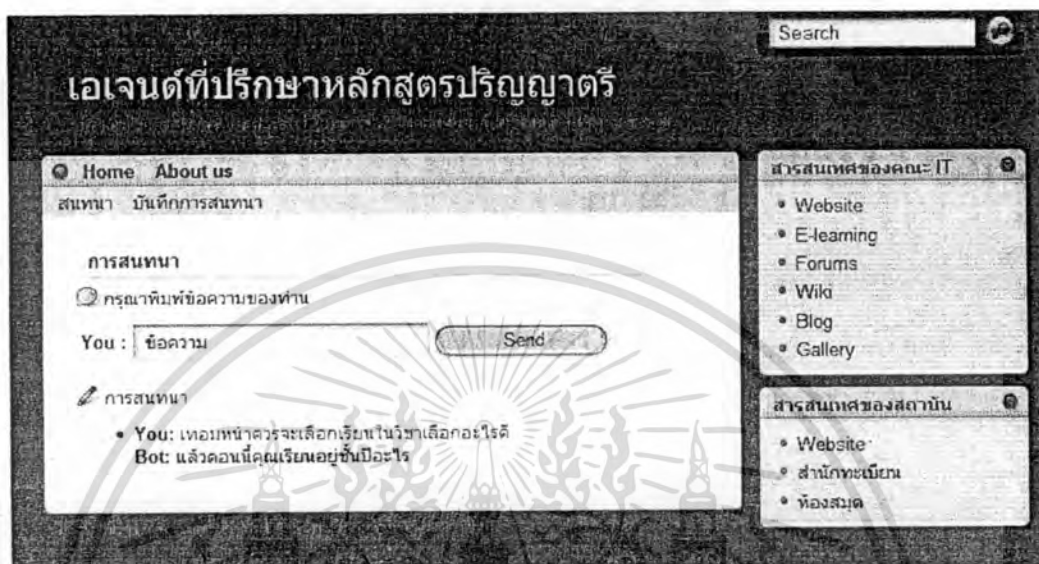 Search
เอเจนต์ที่ปรึกษาหลักสูตรปริญญาตรี
Home About us
สนทนา บันทึกการสนทนา
การสนทนา
กรุณาพิมพ์ข้อความของท่าน
You : ข้อความ Send
การสนทนา
You: เทอมหน้าควรจะเลือกเรียนในวิชาเลือกอะไรดี
Bot: แล้วตอนนี้คุณเรียนอยู่ชั้นปีอะไร
สารสนเทศของคณะ IT
Website
E-learning
Forums
Wiki
Blog
Gallery
สารสนเทศของสถาบัน
Website
สำนักทะเบียน
ห้องสมุด